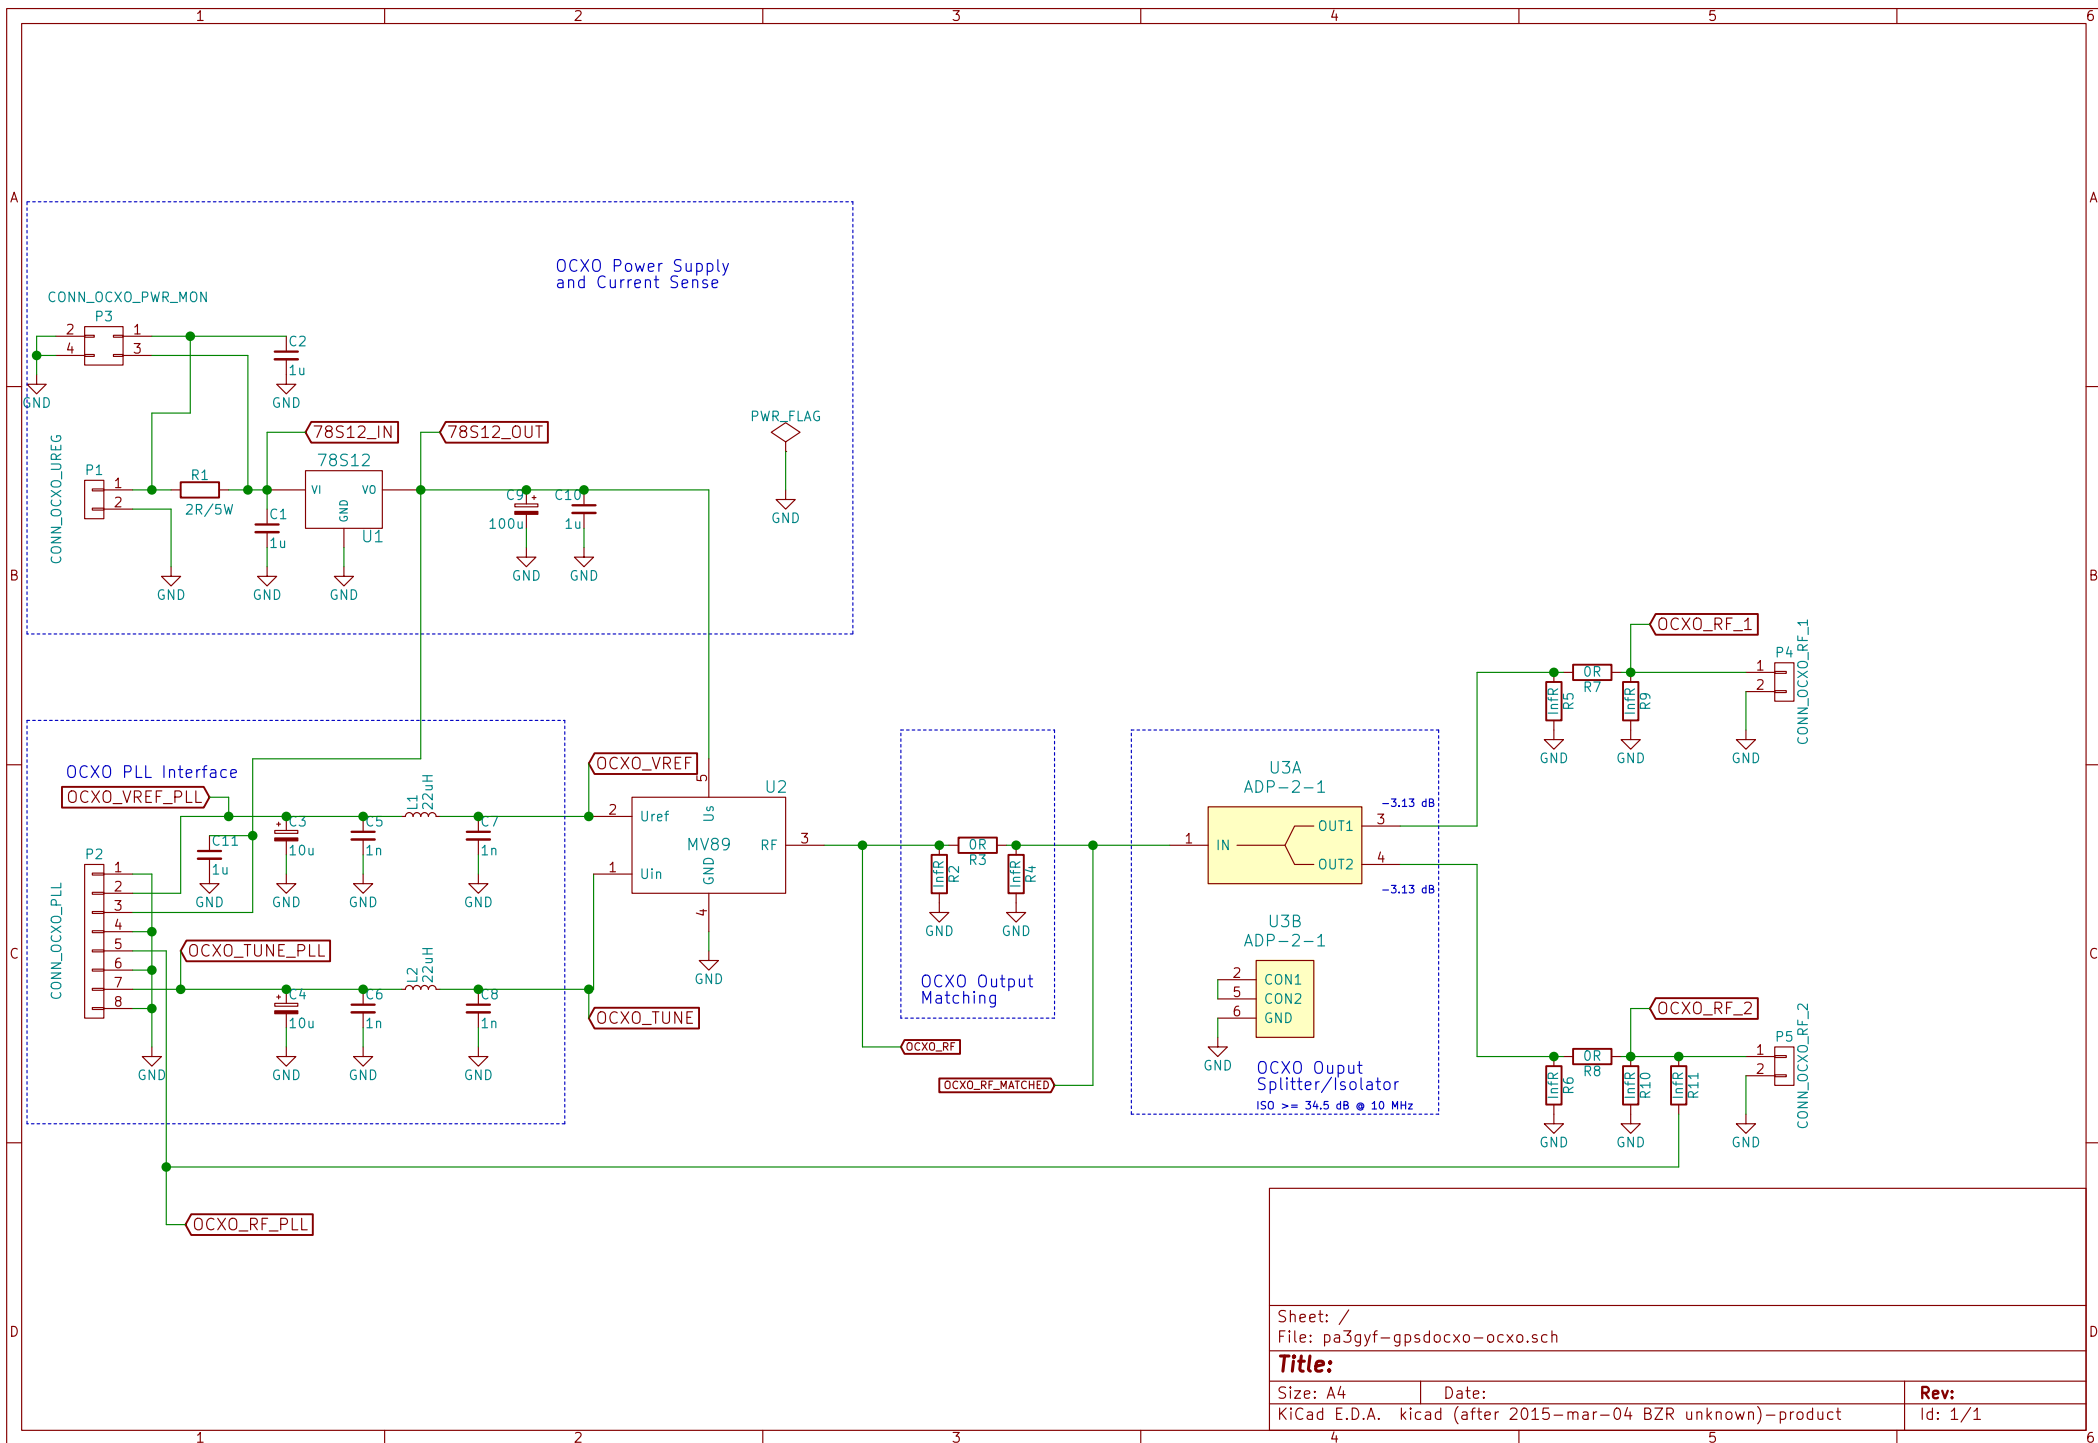 1
2
3
4
5
6
A
A
OCXO Power Supply
and Current Sense
CONN_OCXO_PWR_MON
P3
2
1
4
3
C2
1u
GND
GND
PWR_FLAG
GND
78S12_IN
78S12_OUT
CONN_OCXO_UREG
P1
1
2
R1
2R/5W
78S12
VI
VO
GND
U1
C1
1u
C9
+
100u
C10
1u
GND
GND
GND
GND
GND
B
B
OCXO_RF_1
P4
CONN_OCXO_RF_1
1
2
0R
R7
InfR
R5
InfR
R9
GND
GND
GND
OCXO PLL Interface
OCXO_VREF_PLL
L1
22uH
OCXO_VREF
C3
+
10u
C5
1n
C7
1n
C11
1u
GND
GND
GND
GND
P2
CONN_OCXO_PLL
1
2
3
4
5
6
7
8
OCXO_TUNE_PLL
L2
22uH
C4
+
10u
C6
1n
C8
1n
GND
GND
GND
GND
OCXO_TUNE
U2
MV89
2
Uref
1
Uin
5
Us
RF
3
GND
4
GND
0R
R3
InfR
R2
InfR
R4
GND
GND
OCXO Output
Matching
OCXO_RF
OCXO_RF_MATCHED
U3A
ADP-2-1
1
IN
OUT1
3
OUT2
4
-3.13 dB
-3.13 dB
U3B
ADP-2-1
2
CON1
5
CON2
6
GND
GND
OCXO Ouput
Splitter/Isolator
ISO >= 34.5 dB @ 10 MHz
C
C
OCXO_RF_2
P5
CONN_OCXO_RF_2
1
2
0R
R8
InfR
R6
InfR
R10
InfR
R11
GND
GND
GND
OCXO_RF_PLL
D
D
Sheet: /
File: pa3gyf-gpsdocxo-ocxo.sch
Title:
Size: A4
Date:
Rev:
KiCad E.D.A.  kicad (after 2015-mar-04 BZR unknown)-product
Id: 1/1
1
2
3
4
5
6